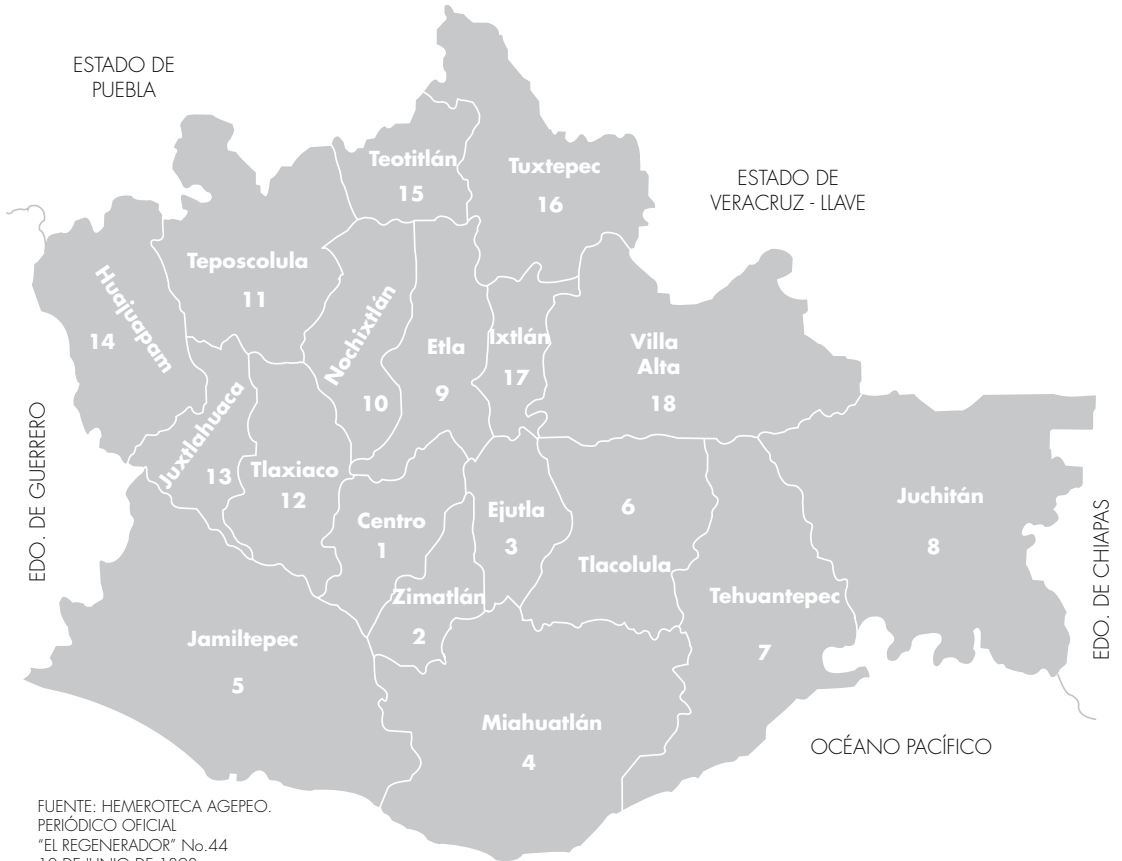 ESTADO DE
PUEBLA
Teotitlán
15
Tuxtepec
16
ESTADO DE
VERACRUZ - LLAVE
Teposcolula
11
Huajuapam
14
Nochixtlán
10
Etla
9
Ixtlán
17
Villa
Alta
18
EDO. DE GUERRERO
Juxtlahuaca
13
Tlaxiaco
12
Centro
1
Ejutla
3
6
Tlacolula
Juchitán
8
EDO. DE CHIAPAS
Zimatlán
2
Tehuantepec
7
Jamiltepec
5
Miahuatlán
4
OCÉANO PACÍFICO
FUENTE: HEMEROTECA AGEPEO.
PERIÓDICO OFICIAL
"EL REGENERADOR" No.44
DE JUNIO DE